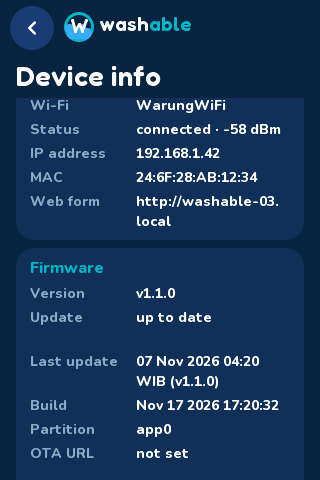 washable
Device info
Wi-Fi WarungWiFi
Status connected · -58 dBm
IP address 192.168.1.42
MAC 24:6F:28:AB:12:34
Web form http://washable-03.
local
Firmware
Version v1.1.0
Update up to date
Last update 07 Nov 2026 04:20
WIB (v1.1.0)
Build Nov 17 2026 17:20:32
Partition app0
OTA URL not set